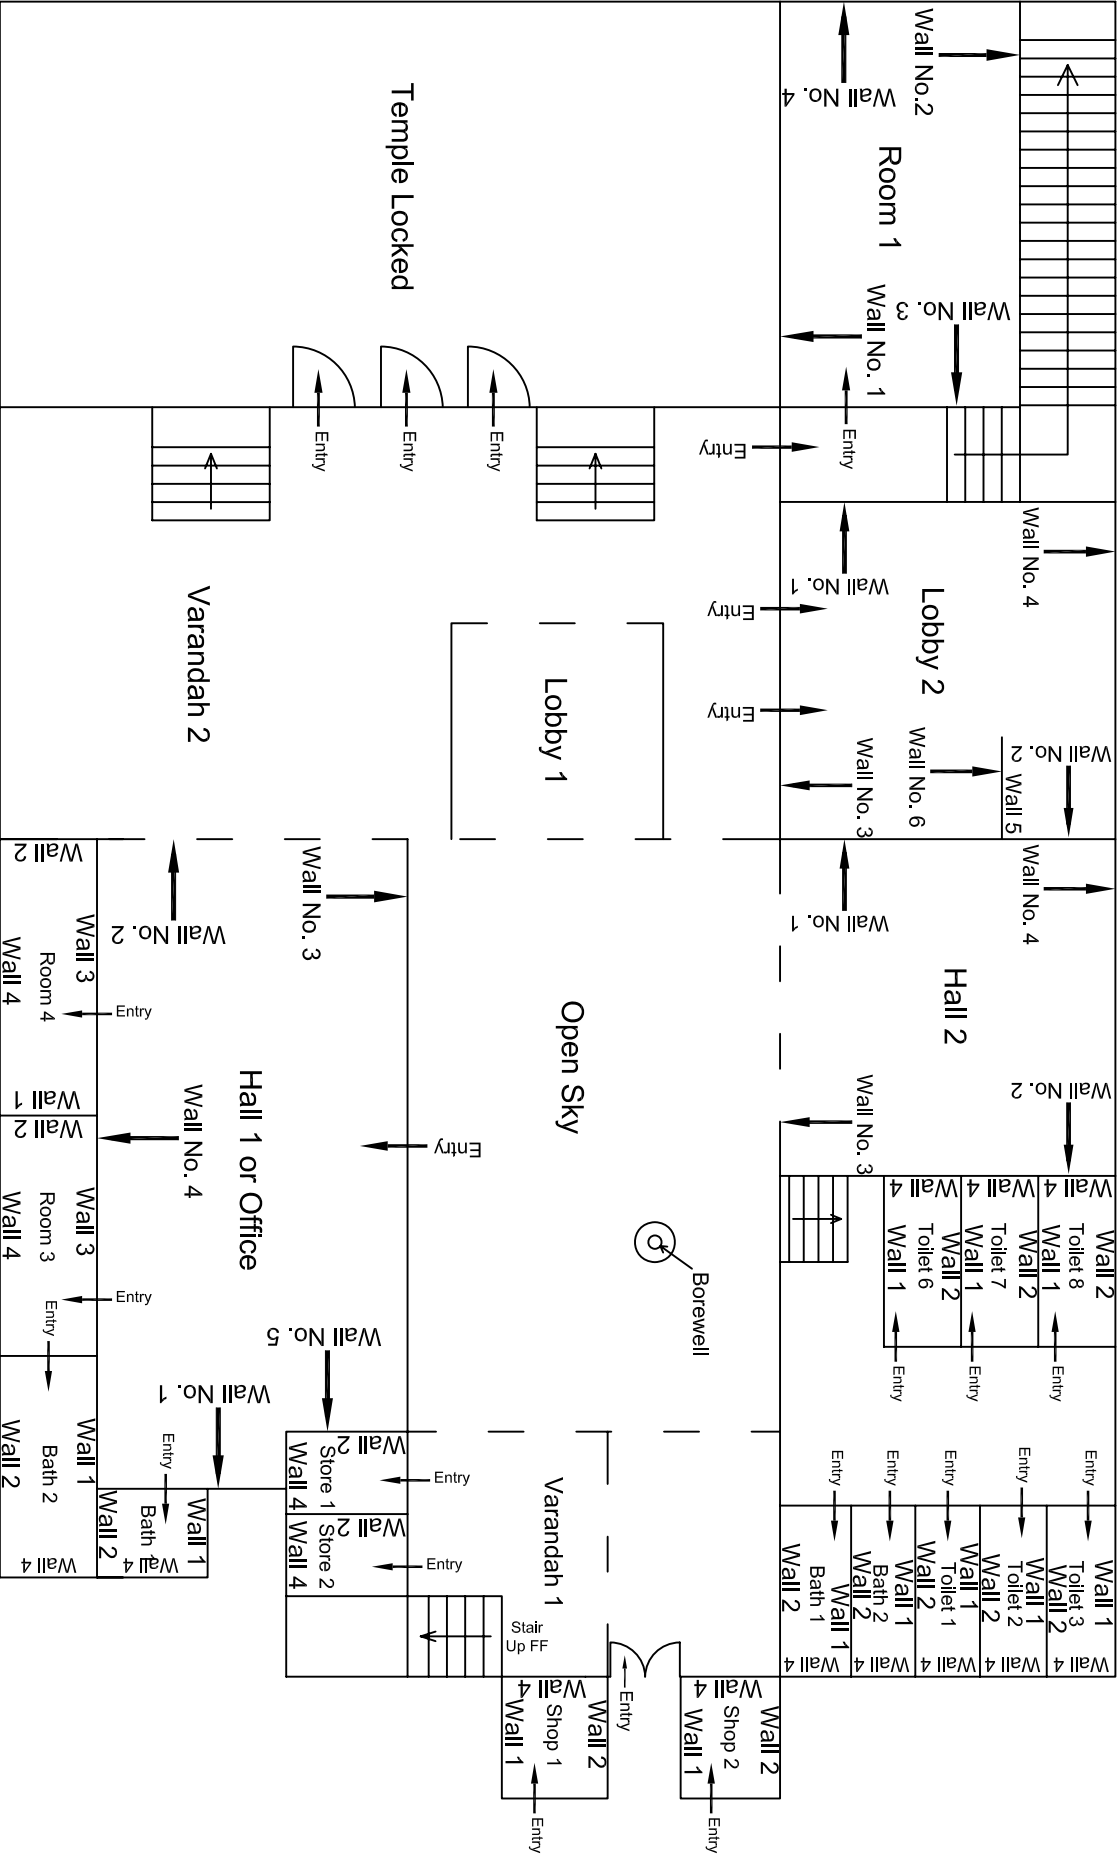 Wall No.2
Wall No. 4
Room 1
Wall No. 3
Wall No. 1
Temple Locked
Entry
Entry
Entry
Entry
Entry
Wall No. 4
Wall No. 1
Lobby 2
Entry
Entry
Wall No. 2
Wall 5
Wall No. 6
Wall No. 3
Lobby 1
Varandah 2
Wall No. 4
Wall No. 1
Hall 2
Wall No. 2
Wall No. 3
Open Sky
Borewell
Wall No. 3
Wall No. 2
Hall 1 or Office
Wall No. 4
Entry
Wall No. 5
Wall No. 1
Wall 2
Wall 3
Room 4
Wall 4
Entry
Wall 1
Wall 2
Wall 3
Room 3
Wall 4
Entry
Entry
Wall 1
Bath 2
Wall 2
Wall 4
Entry
Wall 1
Bath 1
Wall 2
Wall 4
Wall 4
Wall 2
Toilet 8
Wall 1
Entry
Wall 4
Wall 2
Toilet 7
Wall 1
Entry
Wall 4
Wall 2
Toilet 6
Wall 1
Entry
Entry
Wall 1
Toilet 3
Wall 2
Wall 4
Entry
Wall 1
Toilet 2
Wall 2
Wall 4
Entry
Wall 1
Toilet 1
Wall 2
Wall 4
Entry
Wall 1
Bath 2
Wall 2
Wall 4
Entry
Wall 1
Bath 1
Wall 2
Wall 4
Wall 2
Store 1
Wall 4
Entry
Wall 2
Store 2
Wall 4
Entry
Varandah 1
Stair
Up FF
Entry
Wall 4
Wall 2
Shop 1
Wall 1
Entry
Wall 4
Wall 2
Shop 2
Wall 1
Entry